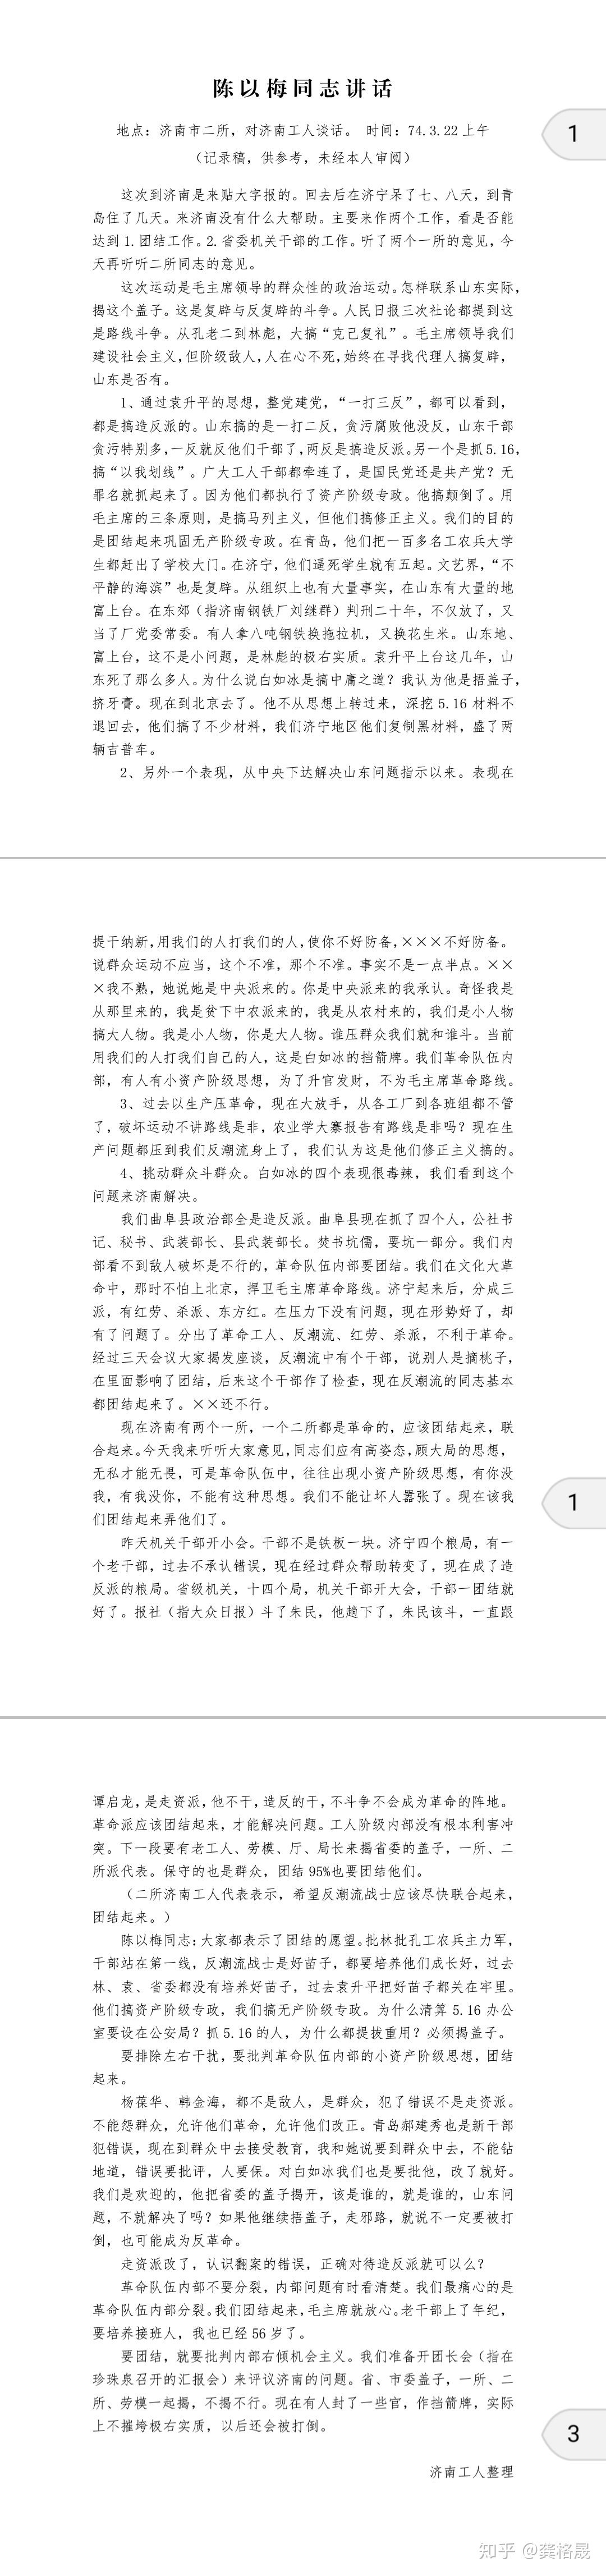 陈以梅同志讲话
地点：济南市二所，对济南工人谈话。 时间：74.3.22 上午
（记录稿，供参考，未经本人审阅）
1
这次到济南是来贴大字报的。回去后在济宁呆了七、八天，到青
岛住了几天。来济南没有什么大帮助。主要来作两个工作，看是否能
达到 1.团结工作。2.省委机关干部的工作。听了两个一所的意见，今
天再听听二所同志的意见。
这次运动是毛主席领导的群众性的政治运动。怎样联系山东实际，
揭这个盖子。这是复辟与反复辟的斗争。人民日报三次社论都提到这
是路线斗争。从孔老二到林彪，大搞“克己复礼”。毛主席领导我们
建设社会主义，但阶级敌人，人在心不死，始终在寻找代理人搞复辟，
山东是否有。
1、通过袁升平的思想，整党建党，“一打三反”，都可以看到，
都是搞造反派的。山东搞的是一打二反，贪污腐败他没反，山东干部
贪污特别多，一反就反他们干部了，两反是搞造反派。另一个是抓 5.16，
搞“以我划线”。广大工人干部都牵连了，是国民党还是共产党？无
罪名就抓起来了。因为他们都执行了资产阶级专政。他搞颠倒了。用
毛主席的三条原则，是搞马列主义，但他们搞修正主义。我们的目的
是团结起来巩固无产阶级专政。在青岛，他们把一百多名工农兵大学
生都赶出了学校大门。在济宁，他们逼死学生就有五起。文艺界，“不
平静的海滨”也是复辟。从组织上也有大量事实，在山东有大量的地
富上台。在东郊（指济南钢铁厂刘继群）判刑二十年，不仅放了，又
当了厂党委常委。有人拿八吨钢铁换拖拉机，又换花生米。山东地、
富上台，这不是小问题，是林彪的极右实质。袁升平上台这几年，山
东死了那么多人。为什么说白如冰是搞中庸之道？我认为他是捂盖子，
挤牙膏。现在到北京去了。他不从思想上转过来，深挖 5.16 材料不
退回去，他们搞了不少材料，我们济宁地区他们复制黑材料，盛了两
辆吉普车。
2、另外一个表现，从中央下达解决山东问题指示以来。表现在
提干纳新，用我们的人打我们的人，使你不好防备，×××不好防备。
说群众运动不应当，这个不准，那个不准。事实不是一点半点。××
×我不熟，她说她是中央派来的。你是中央派来的我承认。奇怪我是
从那里来的，我是贫下中农派来的，我是从农村来的，我们是小人物
搞大人物。我是小人物，你是大人物。谁压群众我们就和谁斗。当前
用我们的人打我们自己的人，这是白如冰的挡箭牌。我们革命队伍内
部，有人有小资产阶级思想，为了升官发财，不为毛主席革命路线。
3、过去以生产压革命，现在大放手，从各工厂到各班组都不管
了，破坏运动不讲路线是非，农业学大寨报告有路线是非吗？现在生
产问题都压到我们反潮流身上了，我们认为这是他们修正主义搞的。
4、挑动群众斗群众。白如冰的四个表现很毒辣，我们看到这个
问题来济南解决。
我们曲阜县政治部全是造反派。曲阜县现在抓了四个人，公社书
记、秘书、武装部长、县武装部长。焚书坑儒，要坑一部分。我们内
部看不到敌人破坏是不行的，革命队伍内部要团结。我们在文化大革
命中，那时不怕上北京，捍卫毛主席革命路线。济宁起来后，分成三
派，有红劳、杀派、东方红。在压力下没有问题，现在形势好了，却
有了问题了。分出了革命工人、反潮流、红劳、杀派，不利于革命。
经过三天会议大家揭发座谈，反潮流中有个干部，说别人是摘桃子，
在里面影响了团结，后来这个干部作了检查，现在反潮流的同志基本
都团结起来了。××还不行。
现在济南有两个一所，一个二所都是革命的，应该团结起来，联
合起来。今天我来听听大家意见，同志们应有高姿态，顾大局的思想，
无私才能无畏，可是革命队伍中，往往出现小资产阶级思想，有你没
我，有我没你，不能有这种思想。我们不能让坏人嚣张了。现在该我
们团结起来弄他们了。
1
昨天机关干部开小会。干部不是铁板一块。济宁四个粮局，有一
个老干部，过去不承认错误，现在经过群众帮助转变了，现在成了造
反派的粮局。省级机关，十四个局，机关干部开大会，干部一团结就
好了。报社（指大众日报）斗了朱民，他趟下了，朱民该斗，一直跟
谭启龙，是走资派，他不干，造反的干，不斗争不会成为革命的阵地。
革命派应该团结起来，才能解决问题。工人阶级内部没有根本利害冲
突。下一段要有老工人、劳模、厅、局长来揭省委的盖子，一所、二
所派代表。保守的也是群众，团结 95%也要团结他们。
（二所济南工人代表表示，希望反潮流战士应该尽快联合起来，
团结起来。）
陈以梅同志：大家都表示了团结的愿望。批林批孔工农兵主力军，
干部站在第一线，反潮流战士是好苗子，都要培养他们成长好，过去
林、袁、省委都没有培养好苗子，过去袁升平把好苗子都关在牢里。
他们搞资产阶级专政，我们搞无产阶级专政。为什么清算 5.16 办公
室要设在公安局？抓 5.16 的人，为什么都提拔重用？必须揭盖子。
要排除左右干扰，要批判革命队伍内部的小资产阶级思想，团结
起来。
杨葆华、韩金海，都不是敌人，是群众，犯了错误不是走资派。
不能怨群众，允许他们革命，允许他们改正。青岛郝建秀也是新干部
犯错误，现在到群众中去接受教育，我和她说要到群众中去，不能钻
地道，错误要批评，人要保。对白如冰我们也是要批他，改了就好。
我们是欢迎的，他把省委的盖子揭开，该是谁的，就是谁的，山东问
题，不就解决了吗？如果他继续捂盖子，走邪路，就说不一定要被打
倒，也可能成为反革命。
走资派改了，认识翻案的错误，正确对待造反派就可以么？
革命队伍内部不要分裂，内部问题有时看清楚。我们最痛心的是
革命队伍内部分裂。我们团结起来，毛主席就放心。老干部上了年纪，
要培养接班人，我也已经 56 岁了。
要团结，就要批判内部右倾机会主义。我们准备开团长会（指在
珍珠泉召开的汇报会）来评议济南的问题。省、市委盖子，一所、二
所、劳模一起揭，不揭不行。现在有人封了一些官，作挡箭牌，实际
上不摧垮极右实质，以后还会被打倒。
3
济南工人整理
知乎 @龚格晟